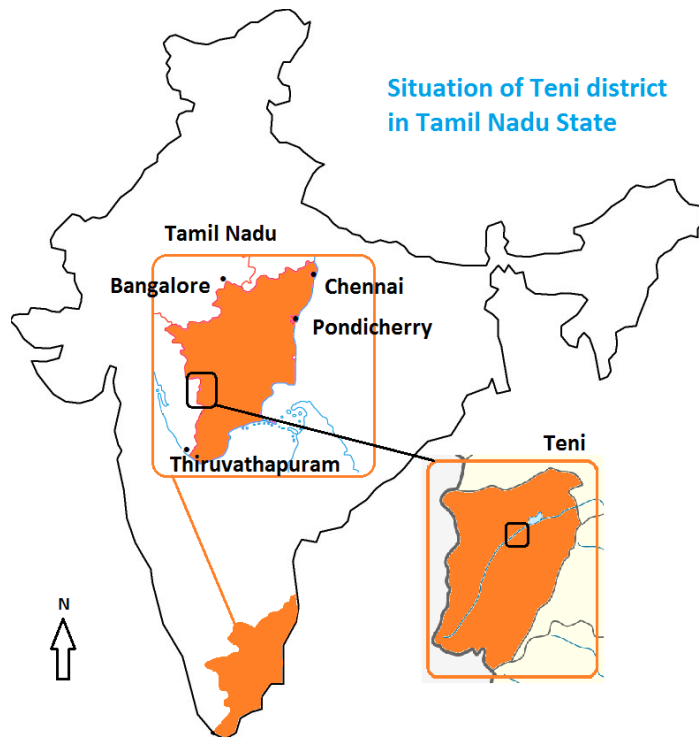 Situation of Teni district
in Tamil Nadu State
Tamil Nadu
Bangalore
Chennai
Pondicherry
Thiruvathapuram
Teni
N